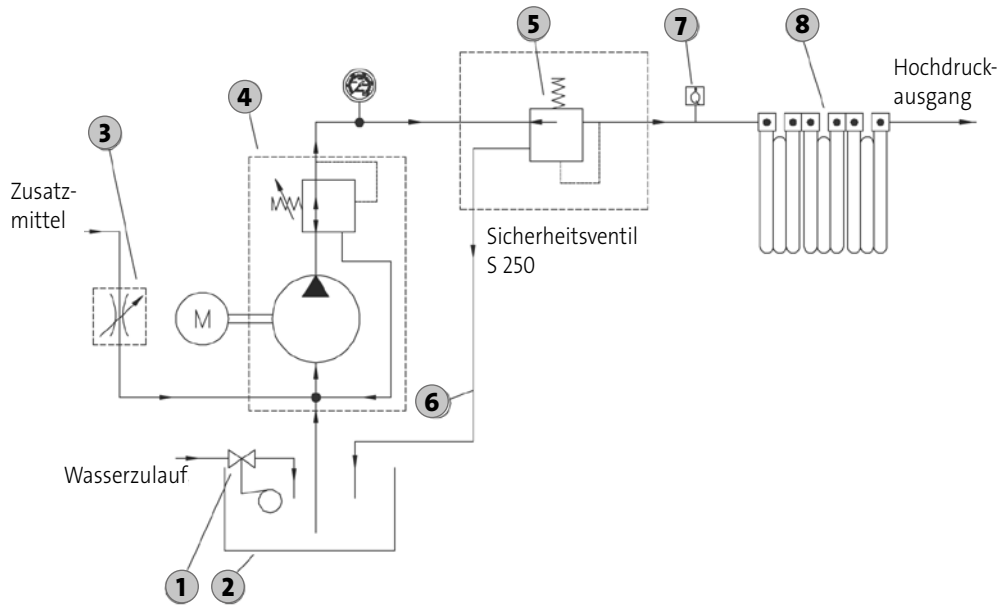 5
7
8
Hochdruck-
ausgang
4
3
Zusatz-
mittel
Sicherheitsventil
S 250
M
6
Wasserzulauf
1
2